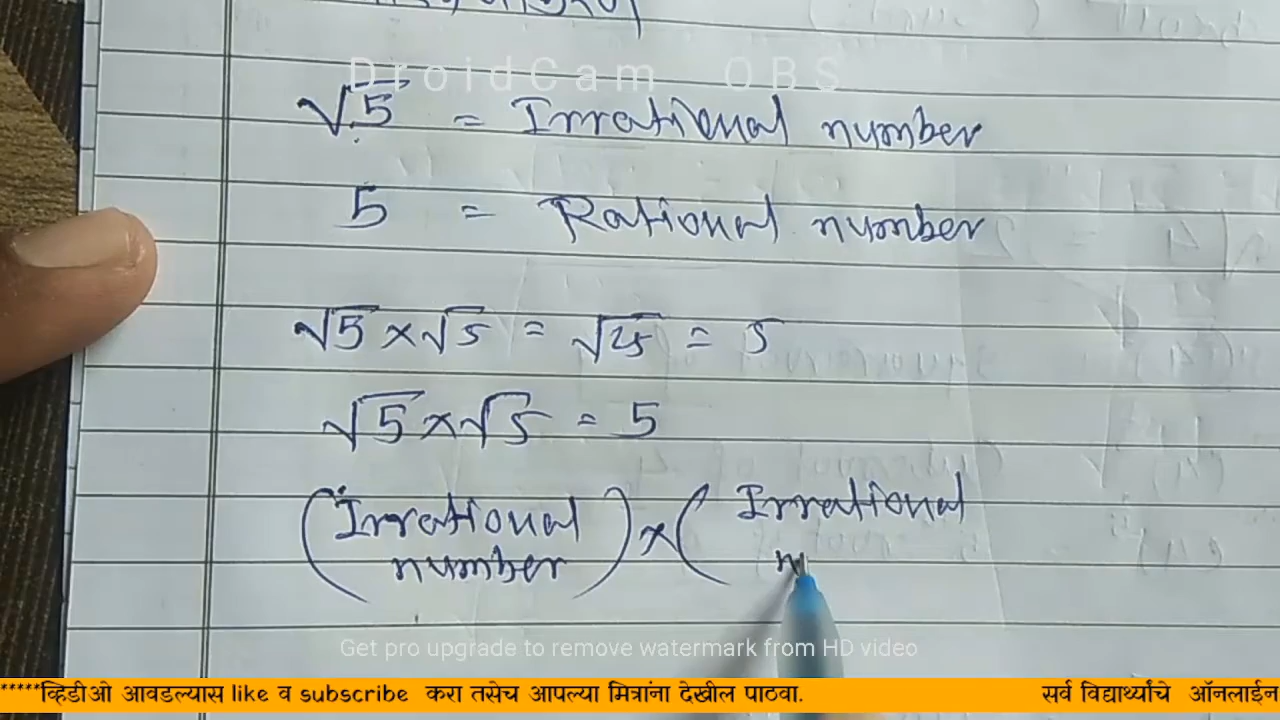 DroidCam OBS
√5 = Irrational number
5 = Rational number
√5 × √5 = √25 = 5
√5 × √5 = 5
(Irrational number) × (Irrational
n
Get pro upgrade to remove watermark from HD video
*****व्हिडीओ आवडल्यास like व subscribe करा तसेच आपल्या मित्रांना देखील पाठवा. सर्व विद्यार्थ्यांचे ऑनलाईन